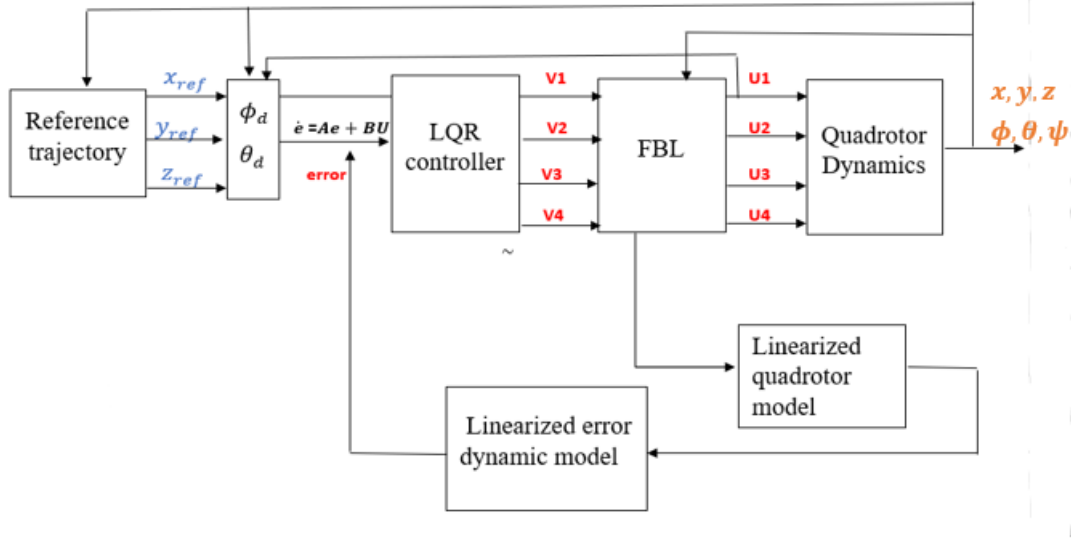 Reference
trajectory
x_ref
y_ref
z_ref
ϕ_d
θ_d
ė =Ae + BU
error
LQR
controller
V1
V2
V3
V4
~
FBL
U1
U2
U3
U4
Quadrotor
Dynamics
x, y, z
ϕ, θ, ψ
Linearized
quadrotor
model
Linearized error
dynamic model